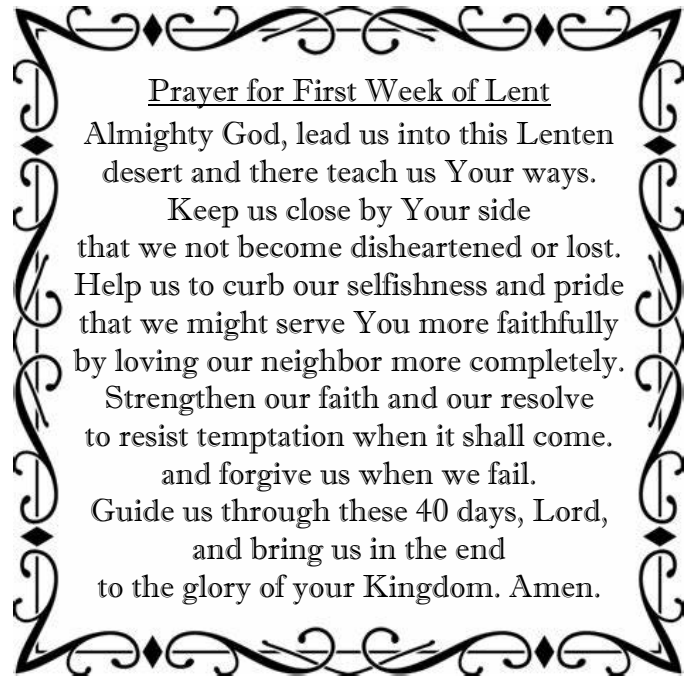 Prayer for First Week of Lent
Almighty God, lead us into this Lenten
desert and there teach us Your ways.
Keep us close by Your side
that we not become disheartened or lost.
Help us to curb our selfishness and pride
that we might serve You more faithfully
by loving our neighbor more completely.
Strengthen our faith and our resolve
to resist temptation when it shall come.
and forgive us when we fail.
Guide us through these 40 days, Lord,
and bring us in the end
to the glory of your Kingdom. Amen.